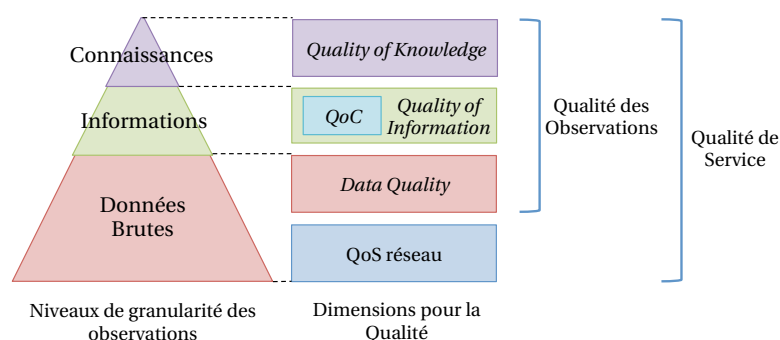 Connaissances
Informations
Données
Brutes
Niveaux de granularité des
observations
Quality of Knowledge
QoC
Quality of
Information
Data Quality
QoS réseau
Dimensions pour la
Qualité
Qualité des
Observations
Qualité de
Service